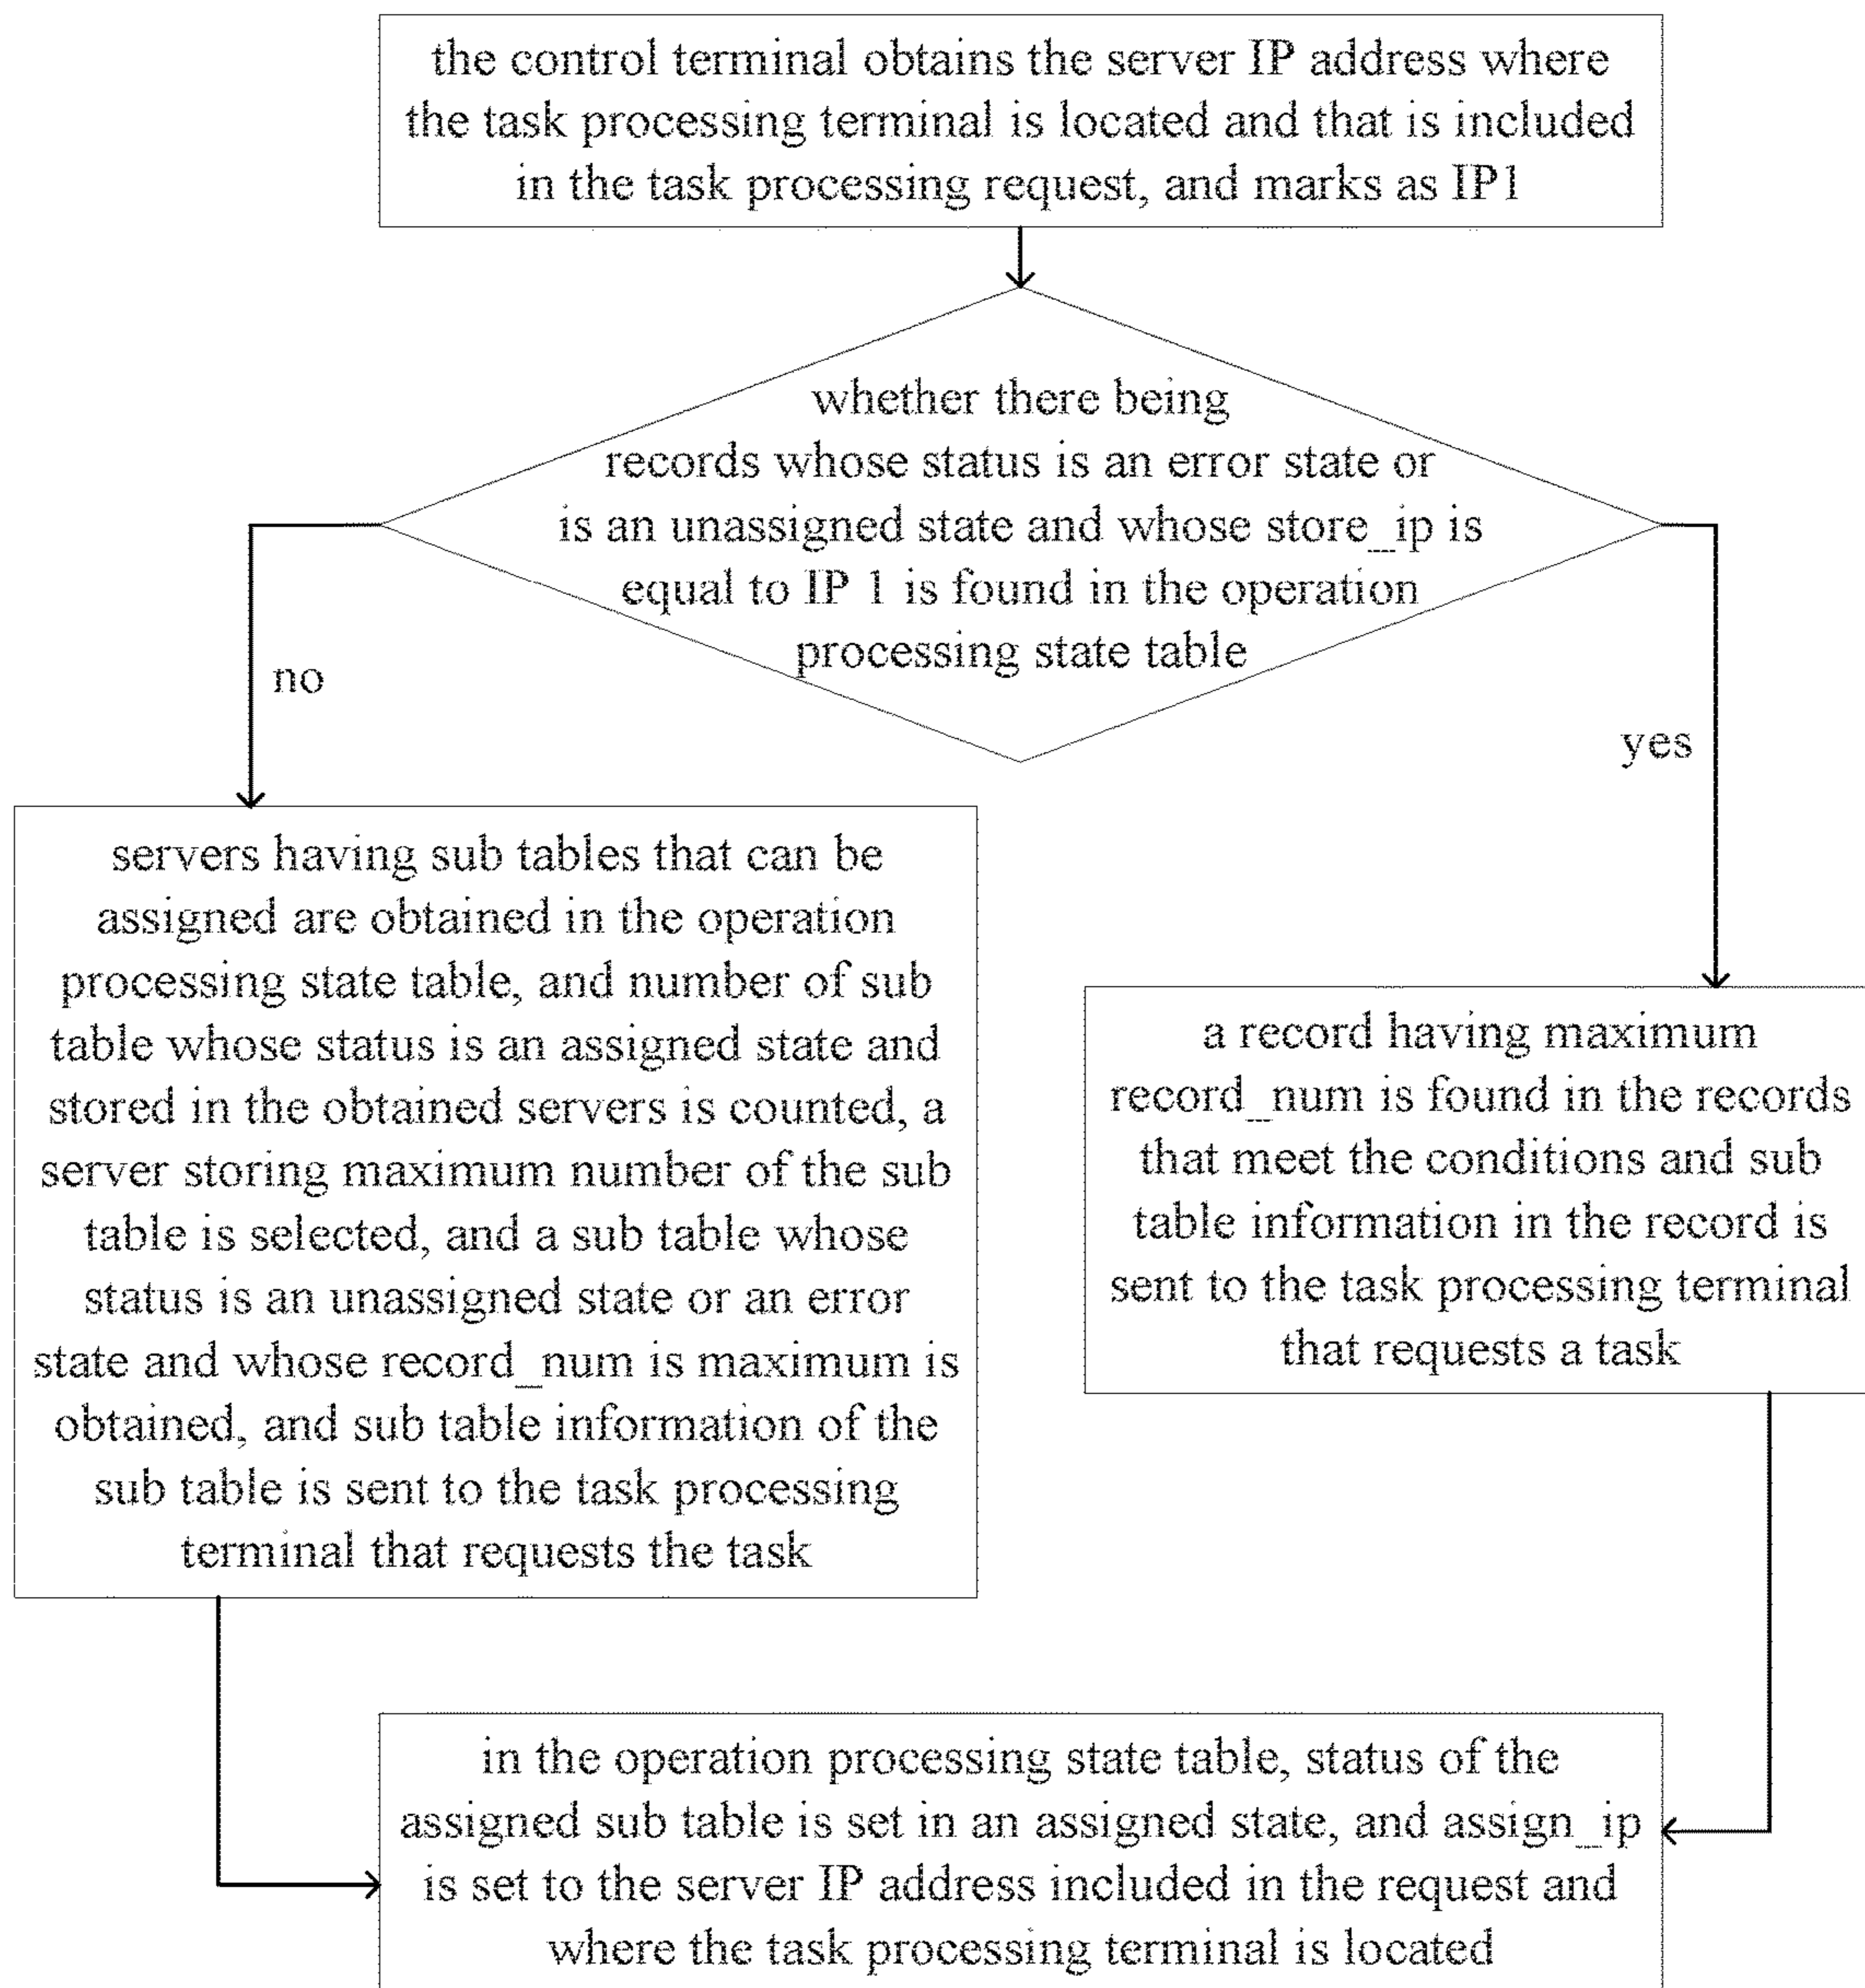 the control terminal obtains the server IP address where
the task processing terminal is located and that is included
in the task processing request, and marks as IP1
whether there being
records whose status is an error state or
is an unassigned state and whose store_ip is
equal to IP 1 is found in the operation
processing state table
no
yes
servers having sub tables that can be
assigned are obtained in the operation
processing state table, and number of sub
table whose status is an assigned state and
stored in the obtained servers is counted, a
server storing maximum number of the sub
table is selected, and a sub table whose
status is an unassigned state or an error
state and whose record_num is maximum is
obtained, and sub table information of the
sub table is sent to the task processing
terminal that requests the task
a record having maximum
record_num is found in the records
that meet the conditions and sub
table information in the record is
sent to the task processing terminal
that requests a task
in the operation processing state table, status of the
assigned sub table is set in an assigned state, and assign_ip
is set to the server IP address included in the request and
where the task processing terminal is located